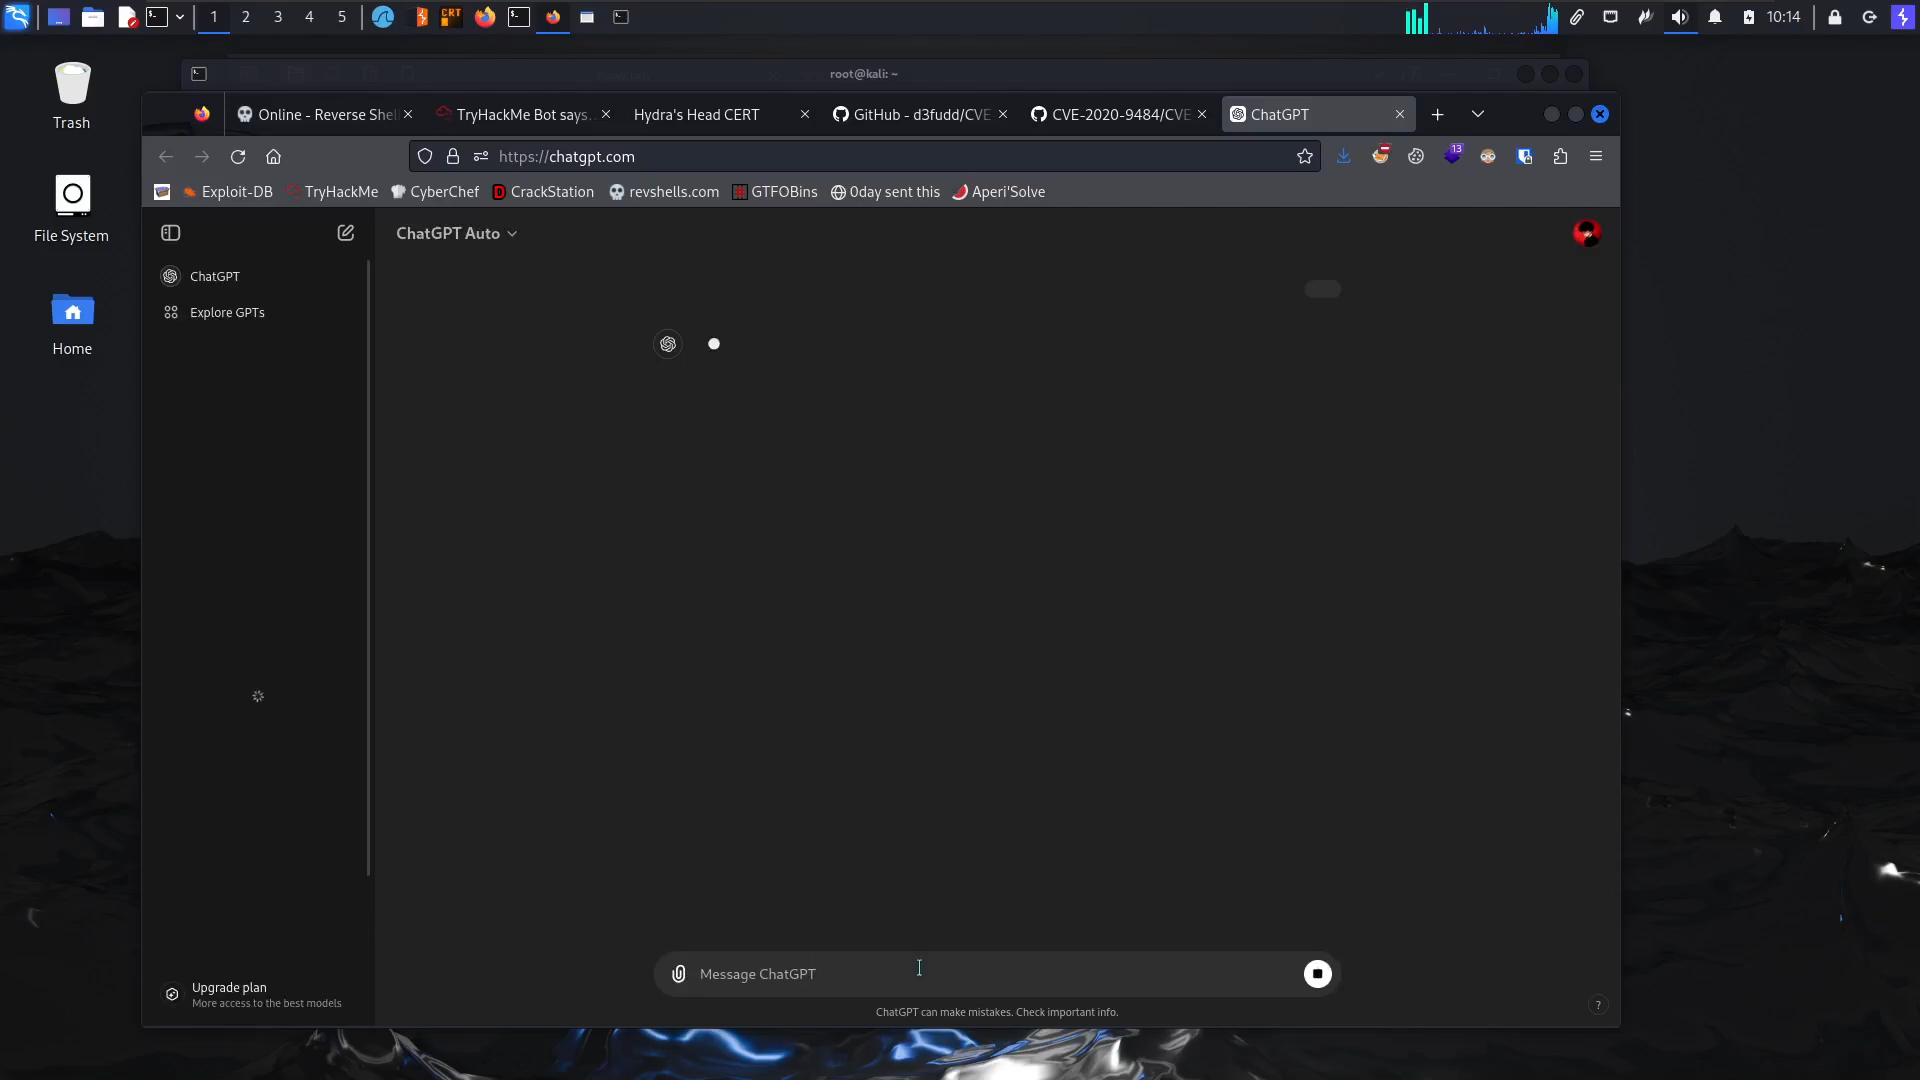 1 2 3 4 5
CRT
10:14
Trash
File System
Home
root@kali: ~
Online - Reverse Shel
TryHackMe Bot says.
Hydra's Head CERT
GitHub - d3fudd/CVE
CVE-2020-9484/CVE
ChatGPT
https://chatgpt.com
13
Exploit-DB
TryHackMe
CyberChef
CrackStation
revshells.com
GTFOBins
0day sent this
Aperi'Solve
ChatGPT Auto
ChatGPT
Explore GPTs
Upgrade plan
More access to the best models
Message ChatGPT
ChatGPT can make mistakes. Check important info.
?